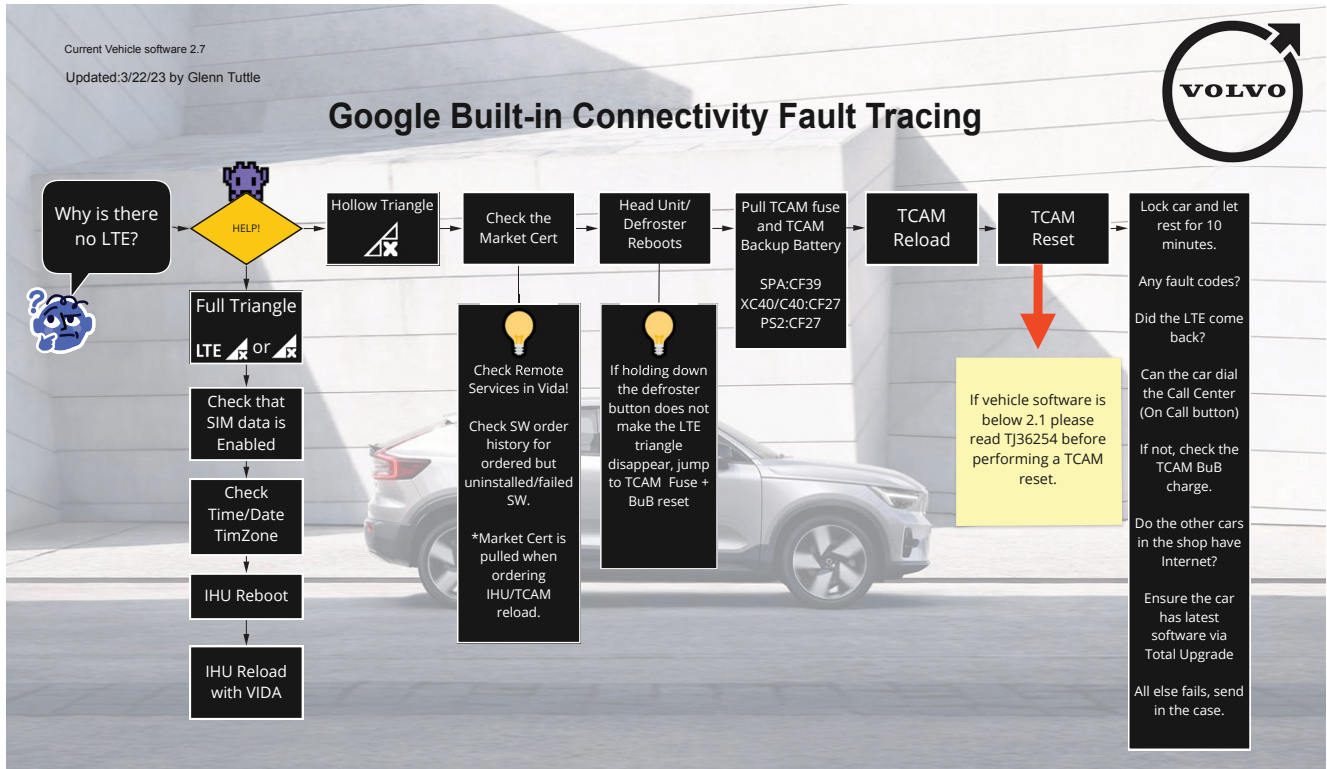 Current Vehicle software 2.7
Updated:3/22/23 by Glenn Tuttle
VOLVO
Google Built-in Connectivity Fault Tracing
Why is there
no LTE?
HELP!
Hollow Triangle
Check the
Market Cert
Head Unit/
Defroster
Reboots
Pull TCAM fuse
and TCAM
Backup Battery
SPA:CF39
XC40/C40:CF27
PS2:CF27
TCAM
Reload
TCAM
Reset
Lock car and let
rest for 10
minutes.
Any fault codes?
Did the LTE come
back?
Can the car dial
the Call Center
(On Call button)
If not, check the
TCAM BuB
charge.
Do the other cars
in the shop have
Internet?
Ensure the car
has latest
software via
Total Upgrade
All else fails, send
in the case.
Full Triangle
LTE or
Check that
SIM data is
Enabled
Check
Time/Date
TimZone
IHU Reboot
IHU Reload
with VIDA
Check Remote
Services in Vida!
Check SW order
history for
ordered but
uninstalled/failed
SW.
*Market Cert is
pulled when
ordering
IHU/TCAM
reload.
If holding down
the defroster
button does not
make the LTE
triangle
disappear, jump
to TCAM Fuse +
BuB reset
If vehicle software is
below 2.1 please
read TJ36254 before
performing a TCAM
reset.